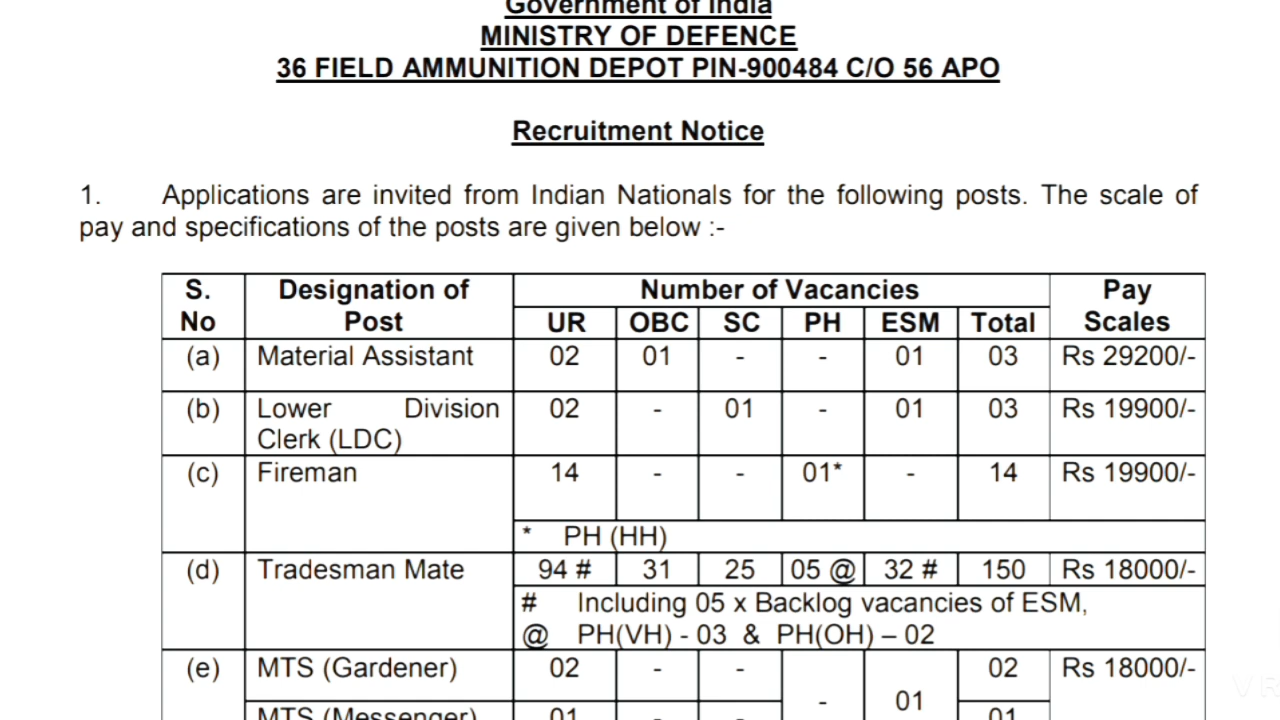 Government of India
MINISTRY OF DEFENCE
36 FIELD AMMUNITION DEPOT PIN-900484 C/O 56 APO
Recruitment Notice
1. Applications are invited from Indian Nationals for the following posts. The scale of
pay and specifications of the posts are given below :-
S. No Designation of Post Number of Vacancies Pay Scales
UR OBC SC PH ESM Total
(a) Material Assistant 02 01 - - 01 03 Rs 29200/-
(b) Lower Division 02 - 01 - 01 03 Rs 19900/-
Clerk (LDC)
(c) Fireman 14 - - 01* - 14 Rs 19900/-
* PH (HH)
(d) Tradesman Mate 94 # 31 25 05 @ 32 # 150 Rs 18000/-
# Including 05 x Backlog vacancies of ESM,
@ PH(VH) - 03 & PH(OH) – 02
(e) MTS (Gardener) 02 - - - 01 02 Rs 18000/-
MTS (Messenger) 01 - - 01